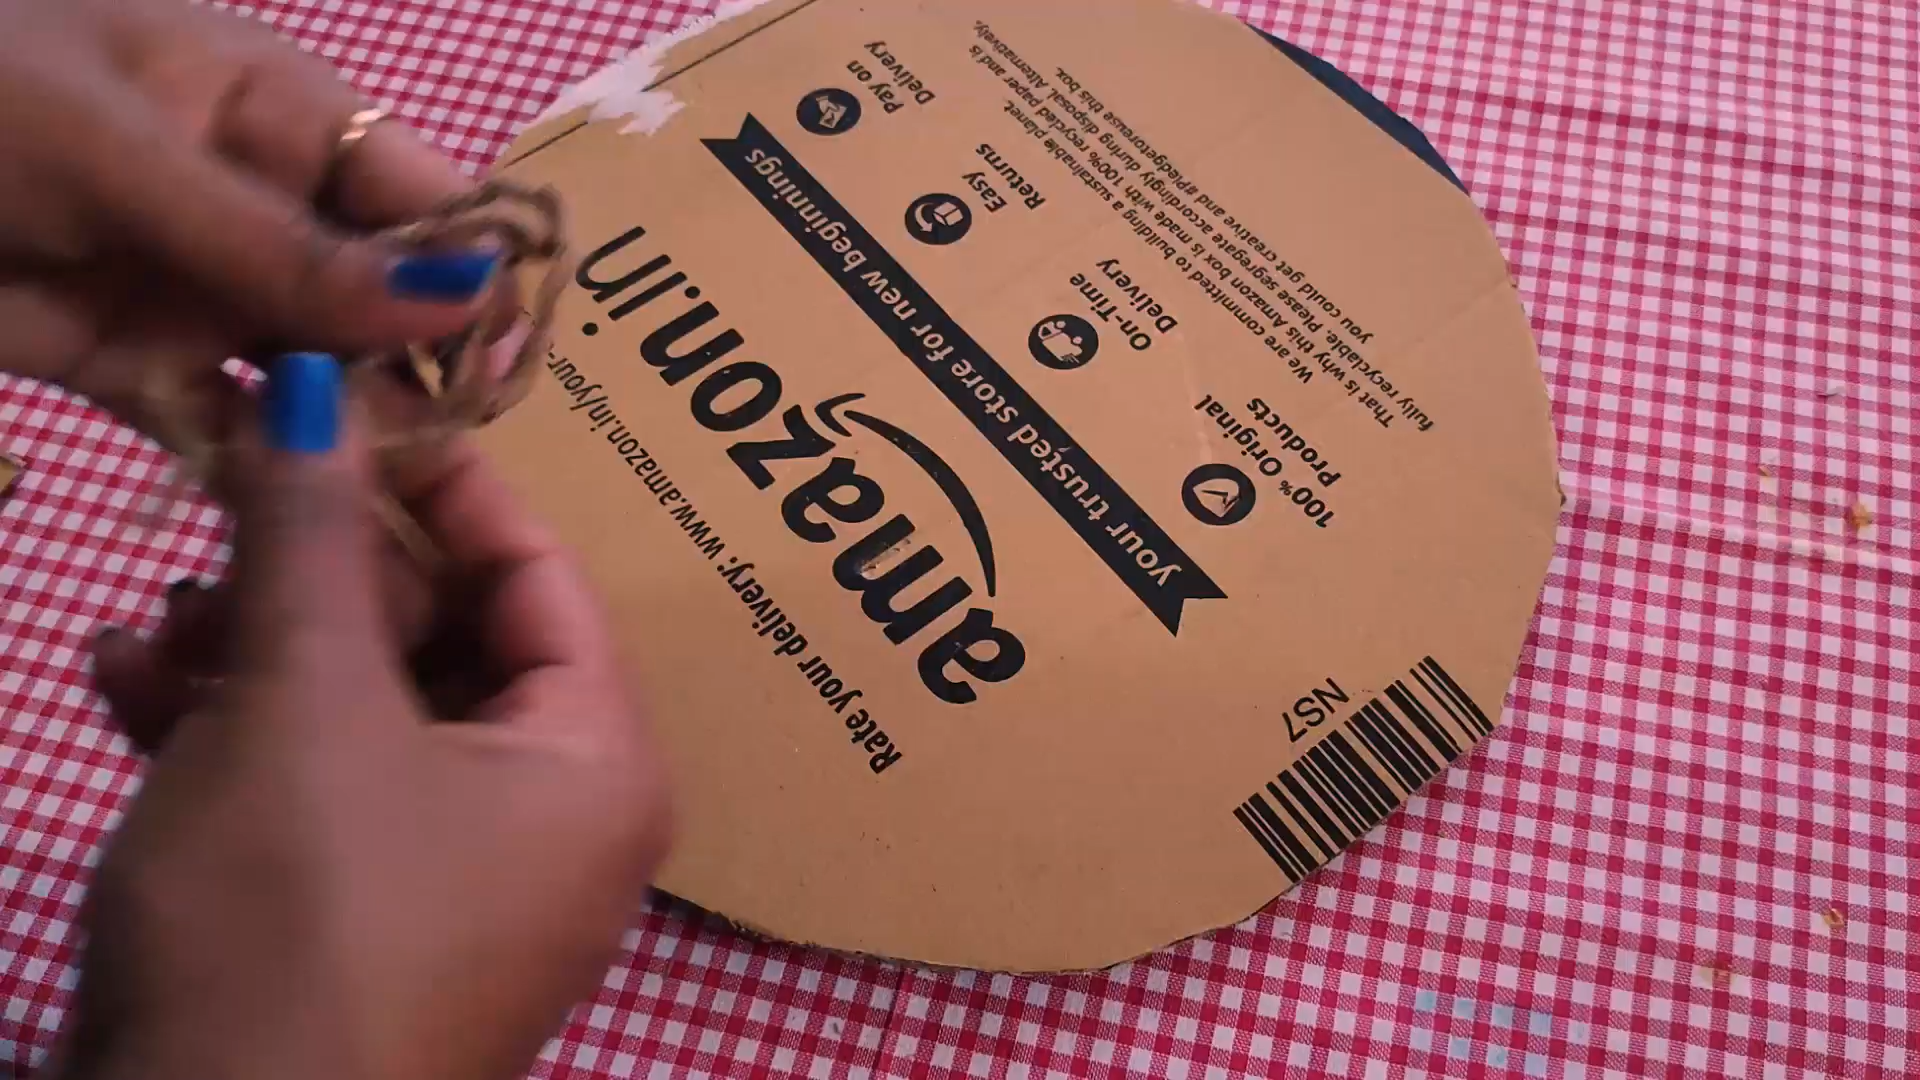 Rate your delivery: www.amazon.in/your-
amazon.in
your trusted store for new beginnings
100% Original
Products
On-Time
Delivery
Easy
Returns
Pay on
Delivery
We are committed to building a sustainable planet.
That is why this Amazon box is made with 100% recycled paper and is
fully recyclable. Please segregate accordingly during disposal. Alternatively,
you could get creative and #pledgetoreuse this box.
NS7